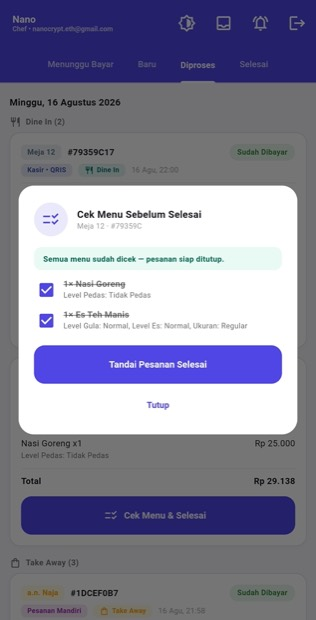 Nano
Chef • nanocrypt.eth@gmail.com
Menunggu Bayar Baru Diproses Selesai
Minggu, 16 Agustus 2026
Dine In (2)
Meja 12 #79359C17 Sudah Dibayar
Kasir • QRIS Dine In 16 Agu, 22:00
Cek Menu Sebelum Selesai
Meja 12 · #79359C
Semua menu sudah dicek — pesanan siap ditutup.
1× Nasi Goreng
Level Pedas: Tidak Pedas
1× Es Teh Manis
Level Gula: Normal, Level Es: Normal, Ukuran: Regular
Tandai Pesanan Selesai
Tutup
Nasi Goreng x1 Rp 25.000
Level Pedas: Tidak Pedas
Total Rp 29.138
Cek Menu & Selesai
Take Away (3)
a.n. Naja #1DCEF0B7 Sudah Dibayar
Pesanan Mandiri Take Away 16 Agu, 21:58